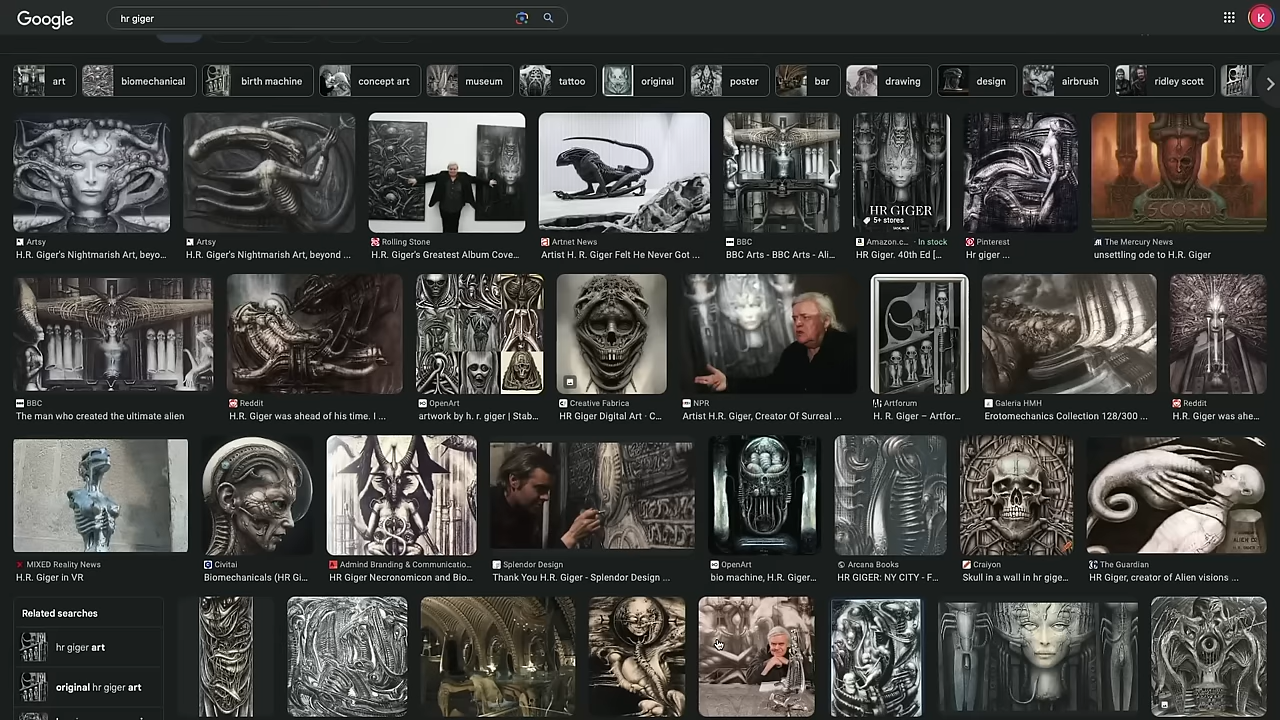 Google
hr giger
K
art
biomechanical
birth machine
concept art
museum
tattoo
original
poster
bar
drawing
design
airbrush
ridley scott
HR GIGER
5+ stores
SCORN
Artsy
H.R. Giger's Nightmarish Art, beyo...
Artsy
H.R. Giger's Nightmarish Art, beyond ...
Rolling Stone
H.R. Giger's Greatest Album Cove...
Artnet News
Artist H. R. Giger Felt He Never Got ...
BBC
BBC Arts - BBC Arts - Ali...
Amazon.c... · In stock
HR Giger. 40th Ed [...
Pinterest
Hr giger ...
The Mercury News
unsettling ode to H.R. Giger
BBC
The man who created the ultimate alien
Reddit
H.R. Giger was ahead of his time. I ...
OpenArt
artwork by h. r. giger | Stab...
Creative Fabrica
HR Giger Digital Art · C...
NPR
Artist H.R. Giger, Creator Of Surreal ...
Artforum
H. R. Giger – Artfor...
Galeria HMH
Erotomechanics Collection 128/300 ...
Reddit
H.R. Giger was ahe...
MIXED Reality News
H.R. Giger in VR
Civitai
Biomechanicals (HR Gi...
Admind Branding & Communicatio...
HR Giger Necronomicon and Bio...
Splendor Design
Thank You H.R. Giger - Splendor Design ...
OpenArt
bio machine, H.R. Giger...
Arcana Books
HR GIGER: NY CITY - F...
Craiyon
Skull in a wall in hr gige...
The Guardian
HR Giger, creator of Alien visions ...
Related searches
hr giger art
original hr giger art